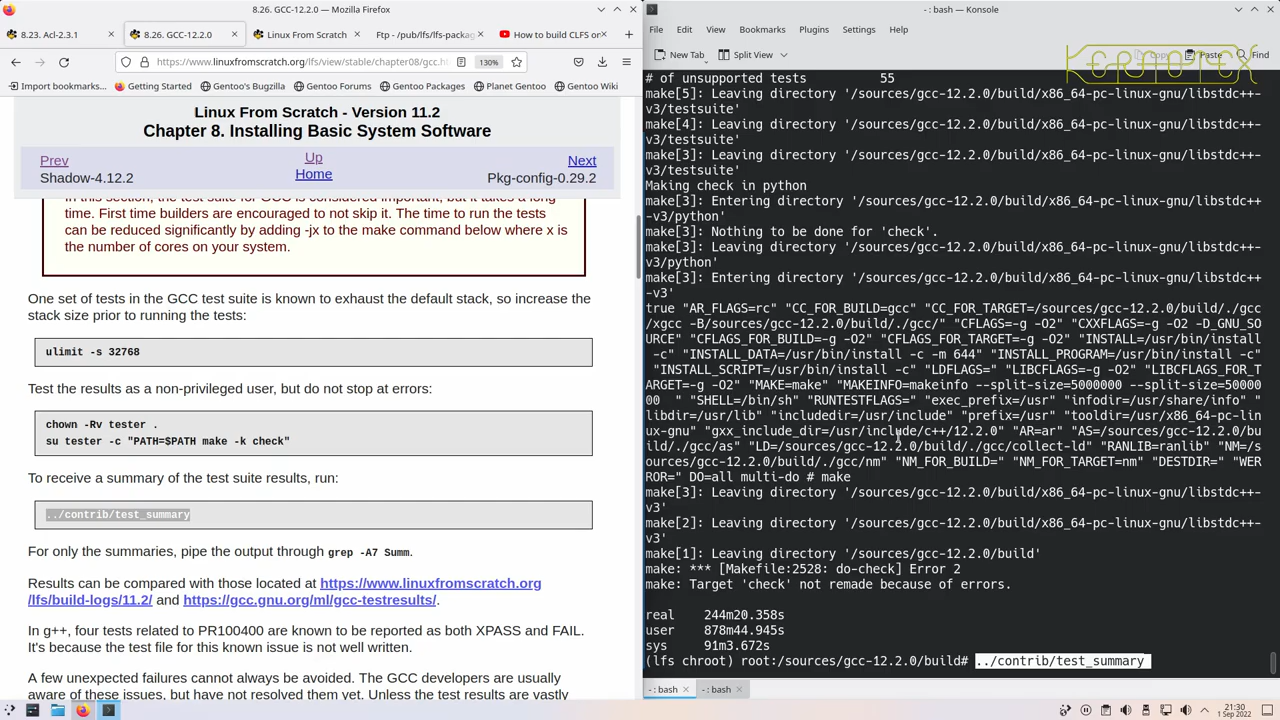 8.26. GCC-12.2.0 — Mozilla Firefox
8.23. Acl-2.3.1
8.26. GCC-12.2.0
Linux From Scratch
Ftp - /pub/lfs/lfs-packag
How to build CLFS on
https://www.linuxfromscratch.org/lfs/view/stable/chapter08/gcc.h
Import bookmarks...
Getting Started
Gentoo's Bugzilla
Gentoo Forums
Gentoo Packages
Planet Gentoo
Gentoo Wiki
Linux From Scratch - Version 11.2
Chapter 8. Installing Basic System Software
Prev
Up
Next
Shadow-4.12.2
Home
Pkg-config-0.29.2
In this section, the test suite for GCC is considered important, but it takes a long
time. First time builders are encouraged to not skip it. The time to run the tests
can be reduced significantly by adding -jx to the make command below where x is
the number of cores on your system.
One set of tests in the GCC test suite is known to exhaust the default stack, so increase the
stack size prior to running the tests:
ulimit -s 32768
Test the results as a non-privileged user, but do not stop at errors:
chown -Rv tester .
su tester -c "PATH=$PATH make -k check"
To receive a summary of the test suite results, run:
../contrib/test_summary
For only the summaries, pipe the output through grep -A7 Summ.
Results can be compared with those located at https://www.linuxfromscratch.org
/lfs/build-logs/11.2/ and https://gcc.gnu.org/ml/gcc-testresults/.
In g++, four tests related to PR100400 are known to be reported as both XPASS and FAIL.
It's because the test file for this known issue is not well written.
A few unexpected failures cannot always be avoided. The GCC developers are usually
aware of these issues, but have not resolved them yet. Unless the test results are vastly
- : bash — Konsole
File Edit View Bookmarks Plugins Settings Help
New Tab
Split View
Copy
Paste
Find
# of unsupported tests 55
make[5]: Leaving directory '/sources/gcc-12.2.0/build/x86_64-pc-linux-gnu/libstdc++-
v3/testsuite'
make[4]: Leaving directory '/sources/gcc-12.2.0/build/x86_64-pc-linux-gnu/libstdc++-
v3/testsuite'
make[3]: Leaving directory '/sources/gcc-12.2.0/build/x86_64-pc-linux-gnu/libstdc++-
v3/testsuite'
Making check in python
make[3]: Entering directory '/sources/gcc-12.2.0/build/x86_64-pc-linux-gnu/libstdc++
-v3/python'
make[3]: Nothing to be done for 'check'.
make[3]: Leaving directory '/sources/gcc-12.2.0/build/x86_64-pc-linux-gnu/libstdc++-
v3/python'
make[3]: Entering directory '/sources/gcc-12.2.0/build/x86_64-pc-linux-gnu/libstdc++
-v3'
true "AR_FLAGS=rc" "CC_FOR_BUILD=gcc" "CC_FOR_TARGET=/sources/gcc-12.2.0/build/./gcc
/xgcc -B/sources/gcc-12.2.0/build/./gcc/" "CFLAGS=-g -O2" "CXXFLAGS=-g -O2 -D_GNU_SO
URCE" "CFLAGS_FOR_BUILD=-g -O2" "CFLAGS_FOR_TARGET=-g -O2" "INSTALL=/usr/bin/install
-c" "INSTALL_DATA=/usr/bin/install -c -m 644" "INSTALL_PROGRAM=/usr/bin/install -c"
"INSTALL_SCRIPT=/usr/bin/install -c" "LDFLAGS=" "LIBCFLAGS=-g -O2" "LIBCFLAGS_FOR_T
ARGET=-g -O2" "MAKE=make" "MAKEINFO=makeinfo --split-size=5000000 --split-size=50000
00 " "SHELL=/bin/sh" "RUNTESTFLAGS=" "exec_prefix=/usr" "infodir=/usr/share/info" "
libdir=/usr/lib" "includedir=/usr/include" "prefix=/usr" "tooldir=/usr/x86_64-pc-lin
ux-gnu" "gxx_include_dir=/usr/include/c++/12.2.0" "AR=ar" "AS=/sources/gcc-12.2.0/bu
ild/./gcc/as" "LD=/sources/gcc-12.2.0/build/./gcc/collect-ld" "RANLIB=ranlib" "NM=/s
ources/gcc-12.2.0/build/./gcc/nm" "NM_FOR_BUILD=" "NM_FOR_TARGET=nm" "DESTDIR=" "WER
ROR=" DO=all multi-do # make
make[3]: Leaving directory '/sources/gcc-12.2.0/build/x86_64-pc-linux-gnu/libstdc++-
v3'
make[2]: Leaving directory '/sources/gcc-12.2.0/build/x86_64-pc-linux-gnu/libstdc++-
v3'
make[1]: Leaving directory '/sources/gcc-12.2.0/build'
make: *** [Makefile:2528: do-check] Error 2
make: Target 'check' not remade because of errors.
real 244m20.358s
user 878m44.945s
sys 91m3.672s
(lfs chroot) root:/sources/gcc-12.2.0/build# ../contrib/test_summary
- : bash
- : bash
21:30
1 Sep 2022